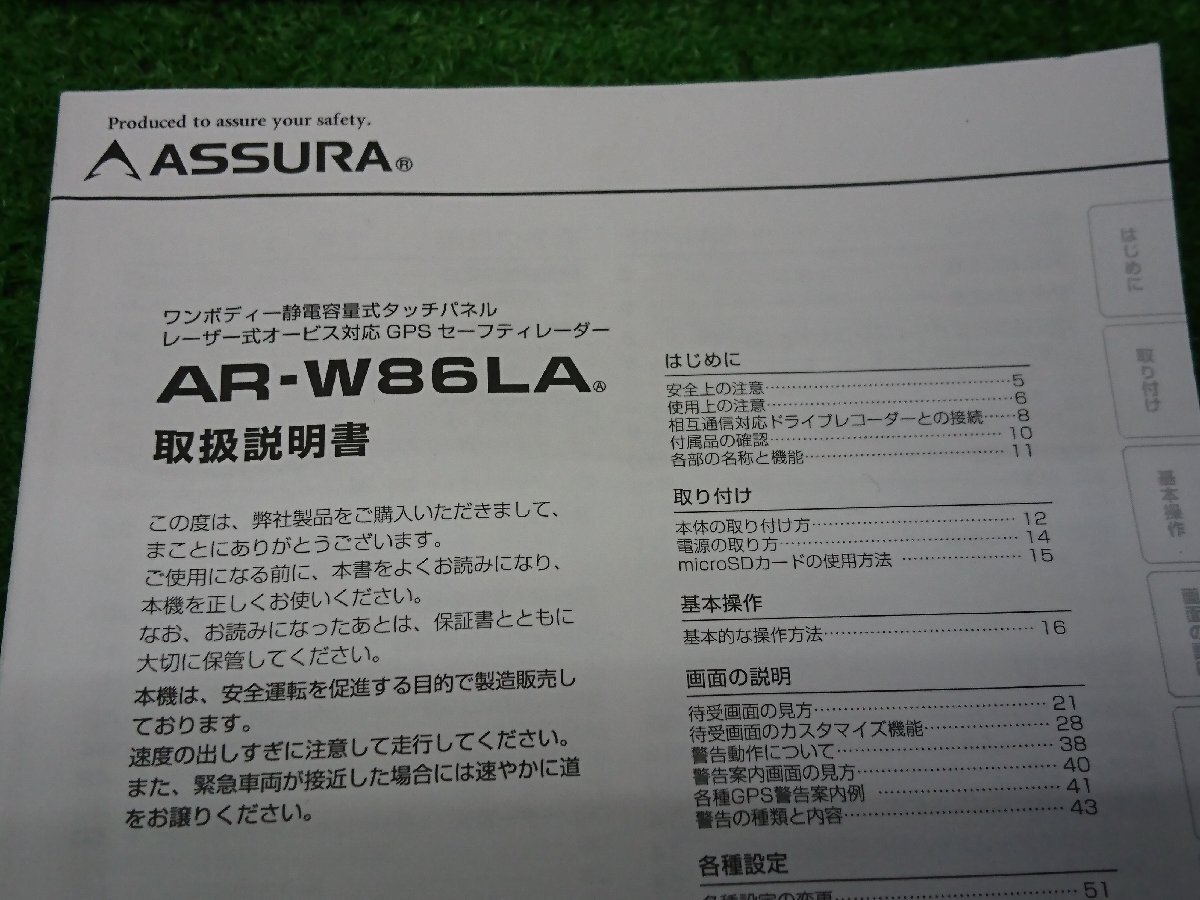 Produced to assure your safety.
ASSURA®
ワンボディー静電容量式タッチパネル
レーザー式オービス対応 GPS セーフティレーダー
AR-W86LA Ⓐ
取扱説明書
この度は、弊社製品をご購入いただきまして、
まことにありがとうございます。
ご使用になる前に、本書をよくお読みになり、
本機を正しくお使いください。
なお、お読みになったあとは、保証書とともに
大切に保管してください。
本機は、安全運転を促進する目的で製造販売し
ております。
速度の出しすぎに注意して走行してください。
また、緊急車両が接近した場合には速やかに道
をお譲りください。
はじめに
安全上の注意……………………………………5
使用上の注意……………………………………6
相互通信対応ドライブレコーダーとの接続……8
付属品の確認…………………………………10
各部の名称と機能……………………………11
取り付け
本体の取り付け方……………………………12
電源の取り方…………………………………14
microSDカードの使用方法 ………………15
基本操作
基本的な操作方法……………………………16
画面の説明
待受画面の見方………………………………21
待受画面のカスタマイズ機能………………28
警告動作について……………………………38
警告案内画面の見方…………………………40
各種GPS警告案内例 ………………………41
警告の種類と内容……………………………43
各種設定
各種設定の変更………………………………51
はじめに
取り付け
基本操作
画面の説